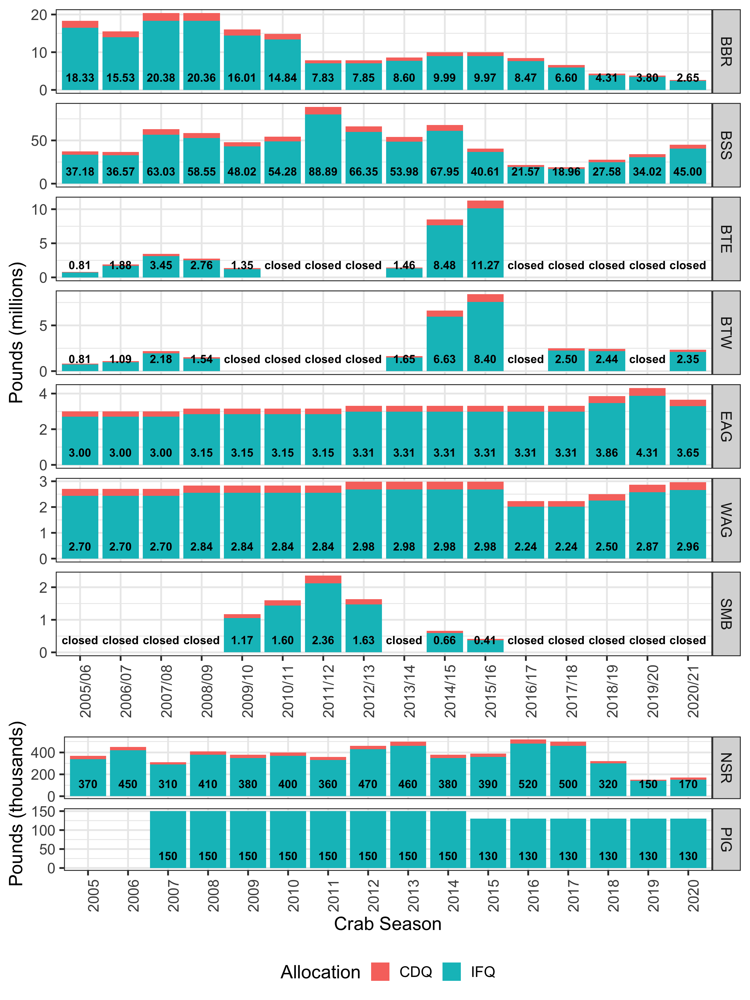 20
10
0
18.33 15.53 20.38 20.36 16.01 14.84 7.83 7.85 8.60 9.99 9.97 8.47 6.60 4.31 3.80 2.65
BBR
50
0
37.18 36.57 63.03 58.55 48.02 54.28 88.89 66.35 53.98 67.95 40.61 21.57 18.96 27.58 34.02 45.00
BSS
10
5
0
0.81 1.88 3.45 2.76 1.35 closed closed closed 1.46 8.48 11.27 closed closed closed closed closed
BTE
Pounds (millions)
5
0
0.81 1.09 2.18 1.54 closed closed closed closed 1.65 6.63 8.40 closed 2.50 2.44 closed 2.35
BTW
4
2
0
3.00 3.00 3.00 3.15 3.15 3.15 3.15 3.31 3.31 3.31 3.31 3.31 3.31 3.86 4.31 3.65
EAG
3
2
1
0
2.70 2.70 2.70 2.84 2.84 2.84 2.84 2.98 2.98 2.98 2.98 2.24 2.24 2.50 2.87 2.96
WAG
2
1
0
closed closed closed closed 1.17 1.60 2.36 1.63 closed 0.66 0.41 closed closed closed closed closed
SMB
2005/06 2006/07 2007/08 2008/09 2009/10 2010/11 2011/12 2012/13 2013/14 2014/15 2015/16 2016/17 2017/18 2018/19 2019/20 2020/21
Pounds (thousands)
400
200
0
370 450 310 410 380 400 360 470 460 380 390 520 500 320 150 170
NSR
150
100
50
0
150 150 150 150 150 150 150 150 130 130 130 130 130 130
PIG
2005 2006 2007 2008 2009 2010 2011 2012 2013 2014 2015 2016 2017 2018 2019 2020
Crab Season
Allocation CDQ IFQ